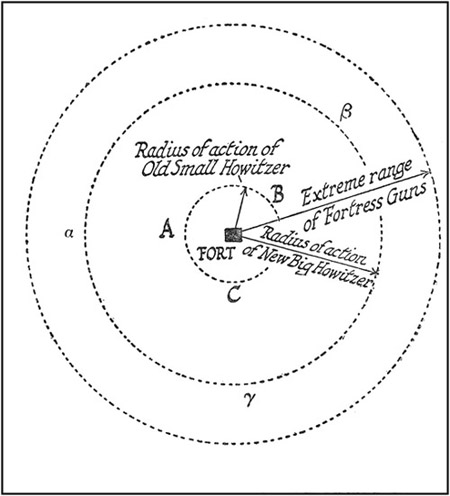 β
Radius of action of
Old Small Howitzer
B
Extreme range
of Fortress Guns
A
α
FORT
Radius of action
of New Big Howitzer
C
γ